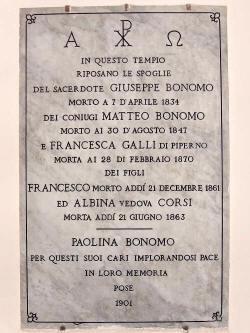 Α ☧ Ω
IN QUESTO TEMPIO
RIPOSANO LE SPOGLIE
DEL SACERDOTE GIUSEPPE BONOMO
MORTO A 7 D'APRILE 1834
DEI CONIUGI MATTEO BONOMO
MORTO AI 30 D'AGOSTO 1847
E FRANCESCA GALLI DI PIPERNO
MORTA AI 28 DI FEBBRAIO 1870
DEI FIGLI
FRANCESCO MORTO ADDÌ 21 DECEMBRE 1861
ED ALBINA VEDOVA CORSI
MORTA ADDÌ 21 GIUGNO 1863
PAOLINA BONOMO
PER QUESTI SUOI CARI IMPLORANDOSI PACE
IN LORO MEMORIA
POSE
1901